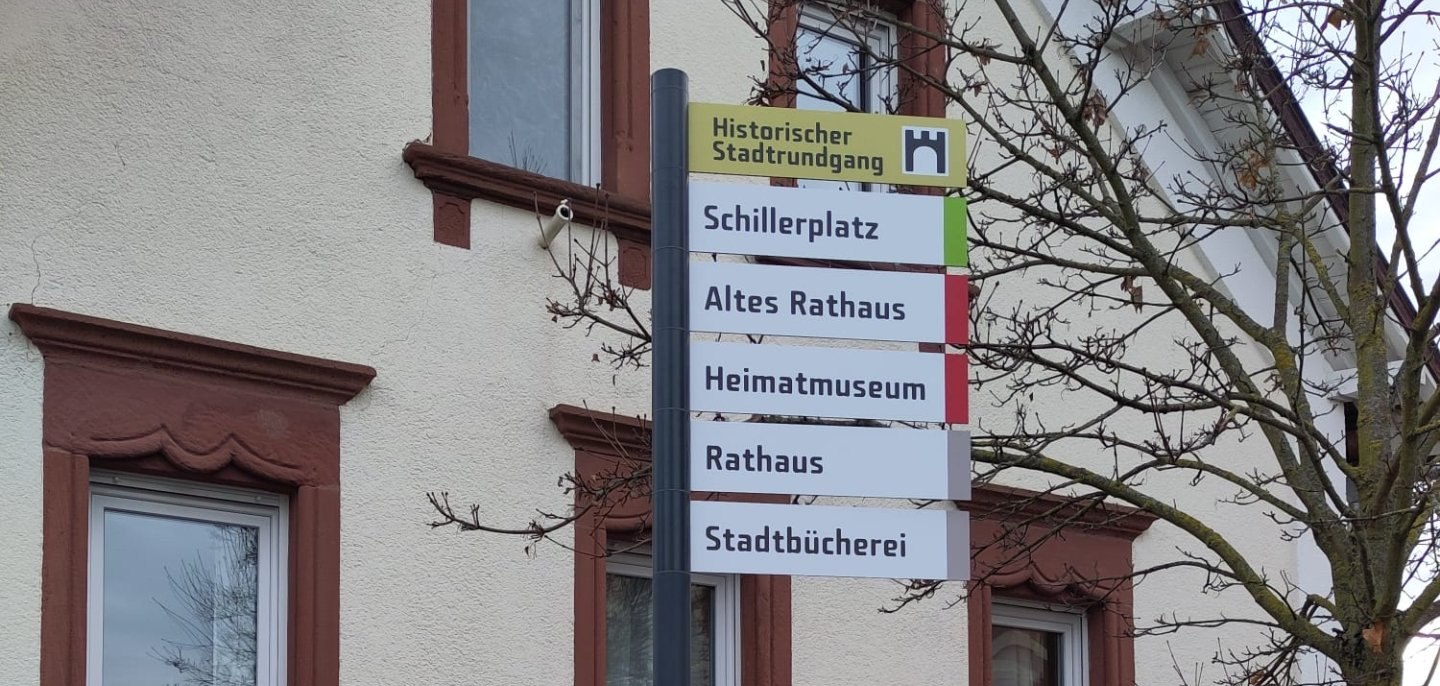 Historischer
Stadtrundgang
Schillerplatz
Altes Rathaus
Heimatmuseum
Rathaus
Stadtbücherei